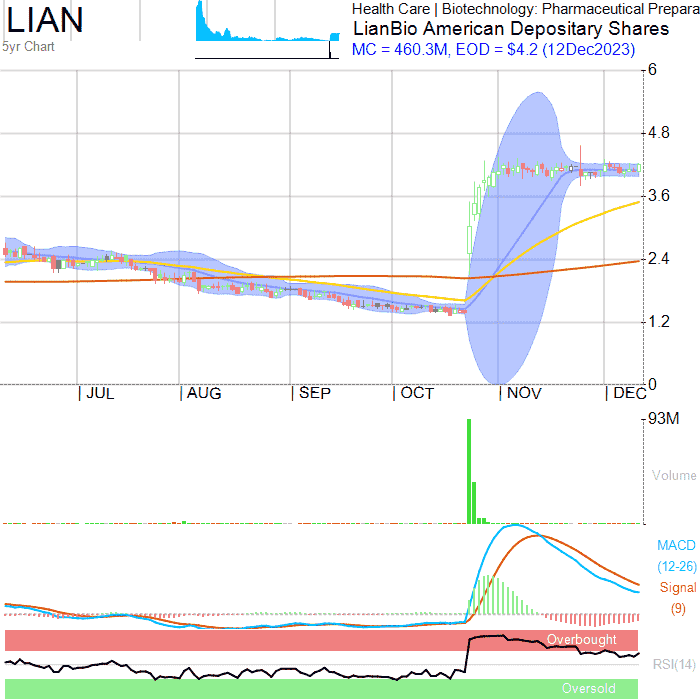 LIAN
5yr Chart
Health Care | Biotechnology: Pharmaceutical Prepara
LianBio American Depositary Shares
MC = 460.3M, EOD = $4.2 (12Dec2023)
6
4.8
3.6
2.4
1.2
0
| JUL | AUG | SEP | OCT | NOV | DEC
93M
Volume
MACD
(12-26)
Signal
(9)
Overbought
RSI(14)
Oversold